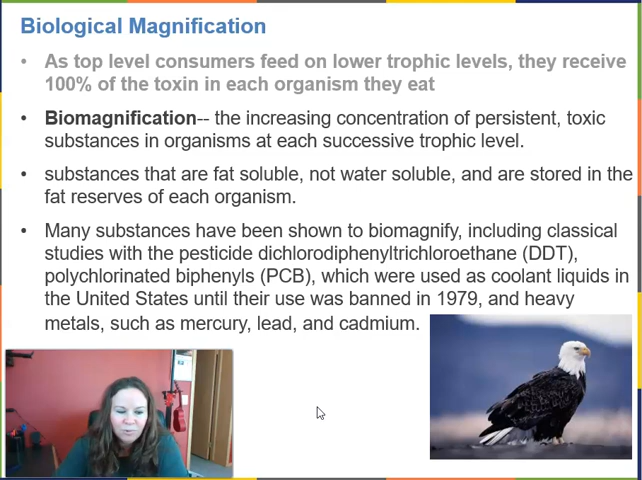 Biological Magnification
• As top level consumers feed on lower trophic levels, they receive
100% of the toxin in each organism they eat
• Biomagnification-- the increasing concentration of persistent, toxic
substances in organisms at each successive trophic level.
• substances that are fat soluble, not water soluble, and are stored in the
fat reserves of each organism.
• Many substances have been shown to biomagnify, including classical
studies with the pesticide dichlorodiphenyltrichloroethane (DDT),
polychlorinated biphenyls (PCB), which were used as coolant liquids in
the United States until their use was banned in 1979, and heavy
metals, such as mercury, lead, and cadmium.